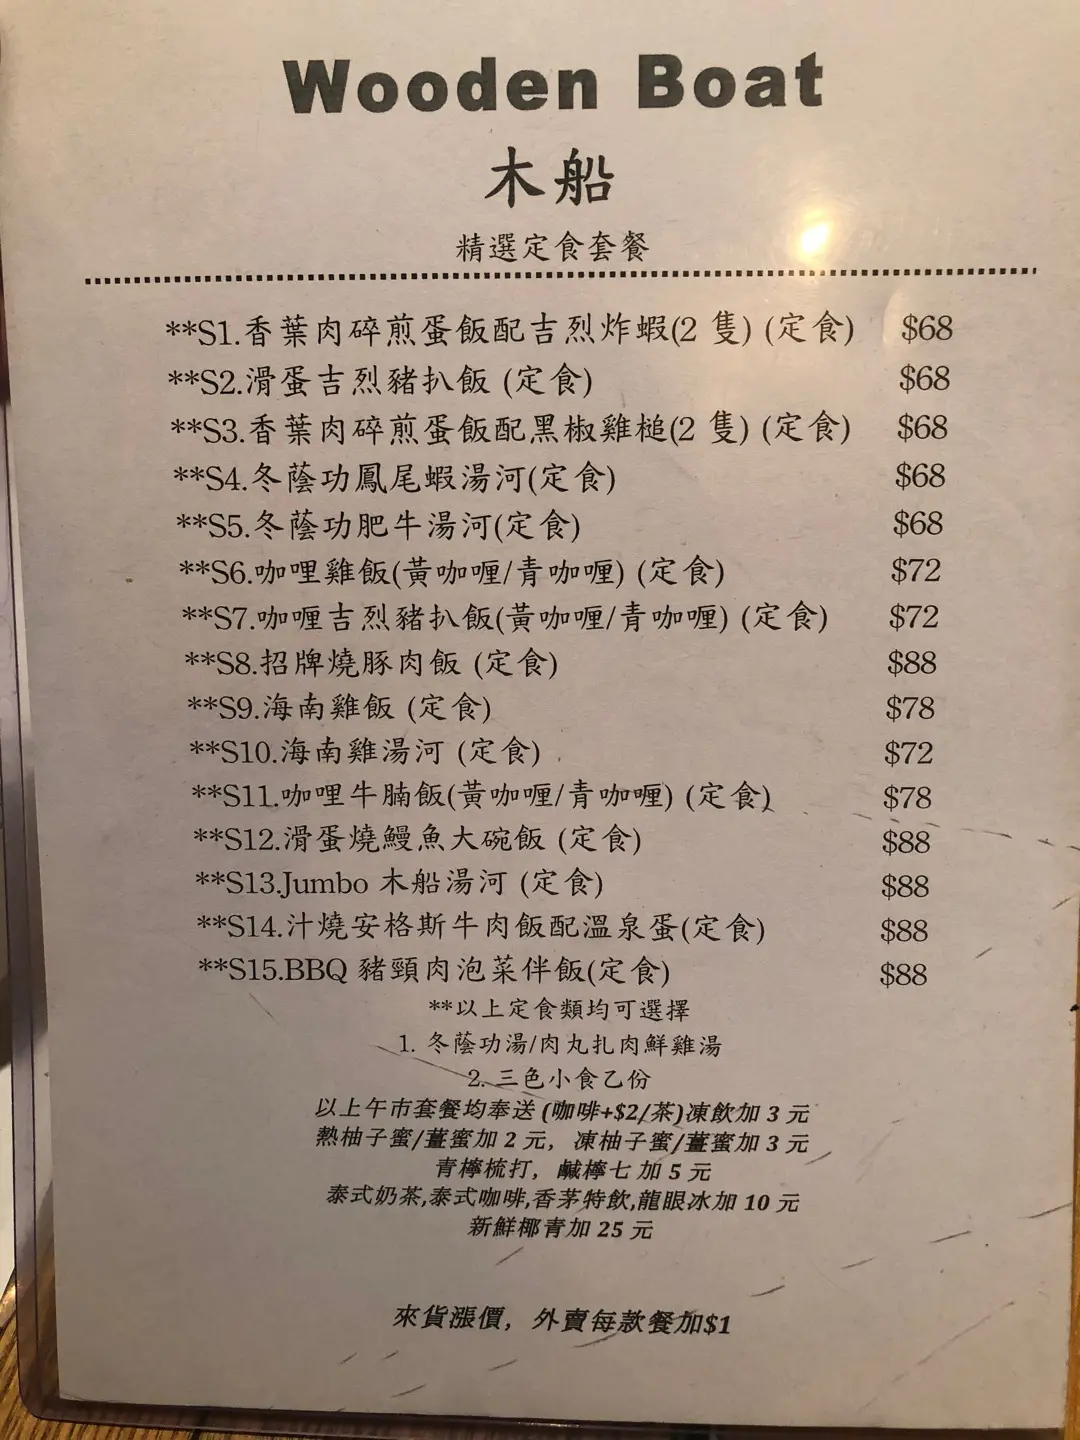 Wooden Boat
木船
精選定食套餐
**S1.香葉肉碎煎蛋飯配吉烈炸蝦(2 隻) (定食) $68
**S2.滑蛋吉烈豬扒飯 (定食) $68
**S3.香葉肉碎煎蛋飯配黑椒雞槌(2 隻) (定食) $68
**S4.冬蔭功鳳尾蝦湯河(定食) $68
**S5.冬蔭功肥牛湯河(定食) $68
**S6.咖哩雞飯(黃咖喱/青咖喱) (定食) $72
**S7.咖喱吉烈豬扒飯(黃咖喱/青咖喱) (定食) $72
**S8.招牌燒豚肉飯 (定食) $88
**S9.海南雞飯 (定食) $78
**S10.海南雞湯河 (定食) $72
**S11.咖哩牛腩飯(黃咖喱/青咖喱) (定食) $78
**S12.滑蛋燒鰻魚大碗飯 (定食) $88
**S13.Jumbo 木船湯河 (定食) $88
**S14.汁燒安格斯牛肉飯配溫泉蛋(定食) $88
**S15.BBQ 豬頸肉泡菜伴飯(定食) $88
**以上定食類均可選擇
1. 冬蔭功湯/肉丸扎肉鮮雞湯
2. 三色小食乙份
以上午市套餐均奉送 (咖啡+$2/茶)凍飲加 3 元
熱柚子蜜/薑蜜加 2 元, 凍柚子蜜/薑蜜加 3 元
青檸梳打, 鹹檸七 加 5 元
泰式奶茶,泰式咖啡,香茅特飲,龍眼冰加 10 元
新鮮椰青加 25 元
來貨漲價, 外賣每款餐加$1